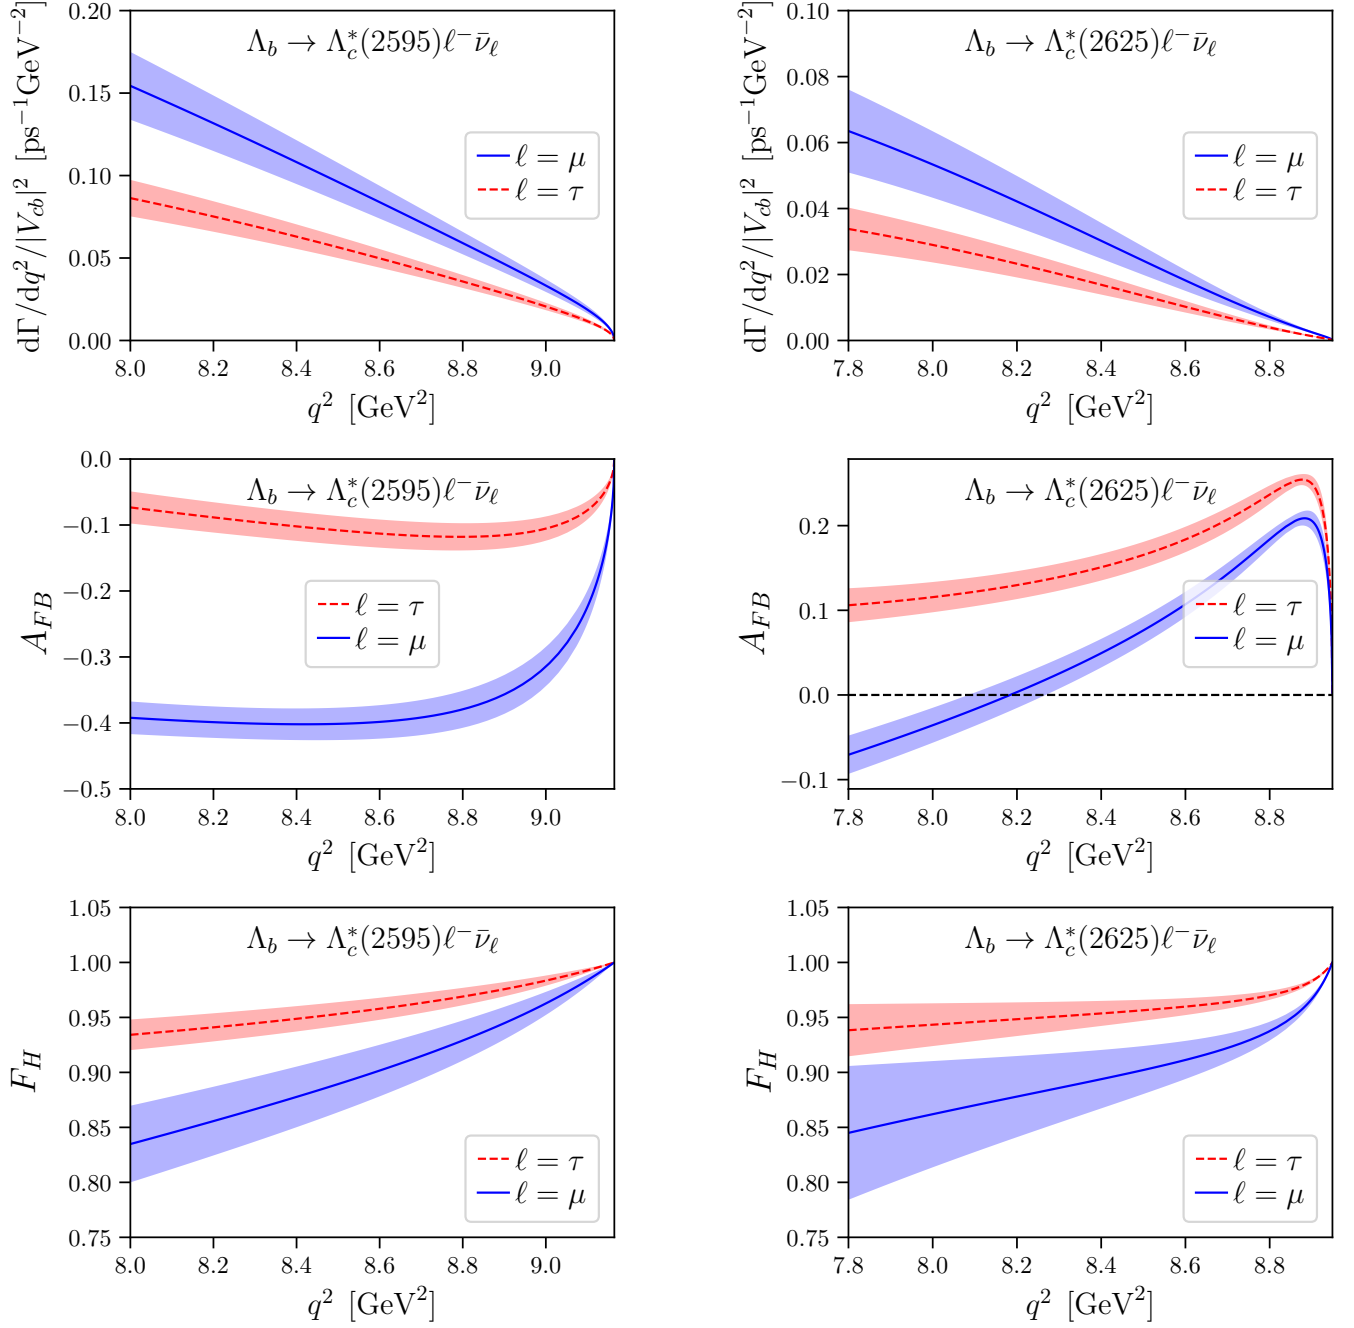 0.20
0.15
0.10
0.05
0.00
8.0 8.2 8.4 8.6 8.8 9.0
q² [GeV²]
dΓ/dq²/|V_cb|² [ps⁻¹GeV⁻²]
Λ_b → Λ_c^*(2595)ℓ⁻ν̄_ℓ
ℓ = μ
ℓ = τ
0.10
0.08
0.06
0.04
0.02
0.00
7.8 8.0 8.2 8.4 8.6 8.8
q² [GeV²]
dΓ/dq²/|V_cb|² [ps⁻¹GeV⁻²]
Λ_b → Λ_c^*(2625)ℓ⁻ν̄_ℓ
ℓ = μ
ℓ = τ
0.0
−0.1
−0.2
−0.3
−0.4
−0.5
8.0 8.2 8.4 8.6 8.8 9.0
q² [GeV²]
A_FB
Λ_b → Λ_c^*(2595)ℓ⁻ν̄_ℓ
ℓ = τ
ℓ = μ
0.2
0.1
0.0
−0.1
7.8 8.0 8.2 8.4 8.6 8.8
q² [GeV²]
A_FB
Λ_b → Λ_c^*(2625)ℓ⁻ν̄_ℓ
ℓ = τ
ℓ = μ
1.05
1.00
0.95
0.90
0.85
0.80
0.75
8.0 8.2 8.4 8.6 8.8 9.0
q² [GeV²]
F_H
Λ_b → Λ_c^*(2595)ℓ⁻ν̄_ℓ
ℓ = τ
ℓ = μ
1.05
1.00
0.95
0.90
0.85
0.80
0.75
7.8 8.0 8.2 8.4 8.6 8.8
q² [GeV²]
F_H
Λ_b → Λ_c^*(2625)ℓ⁻ν̄_ℓ
ℓ = τ
ℓ = μ